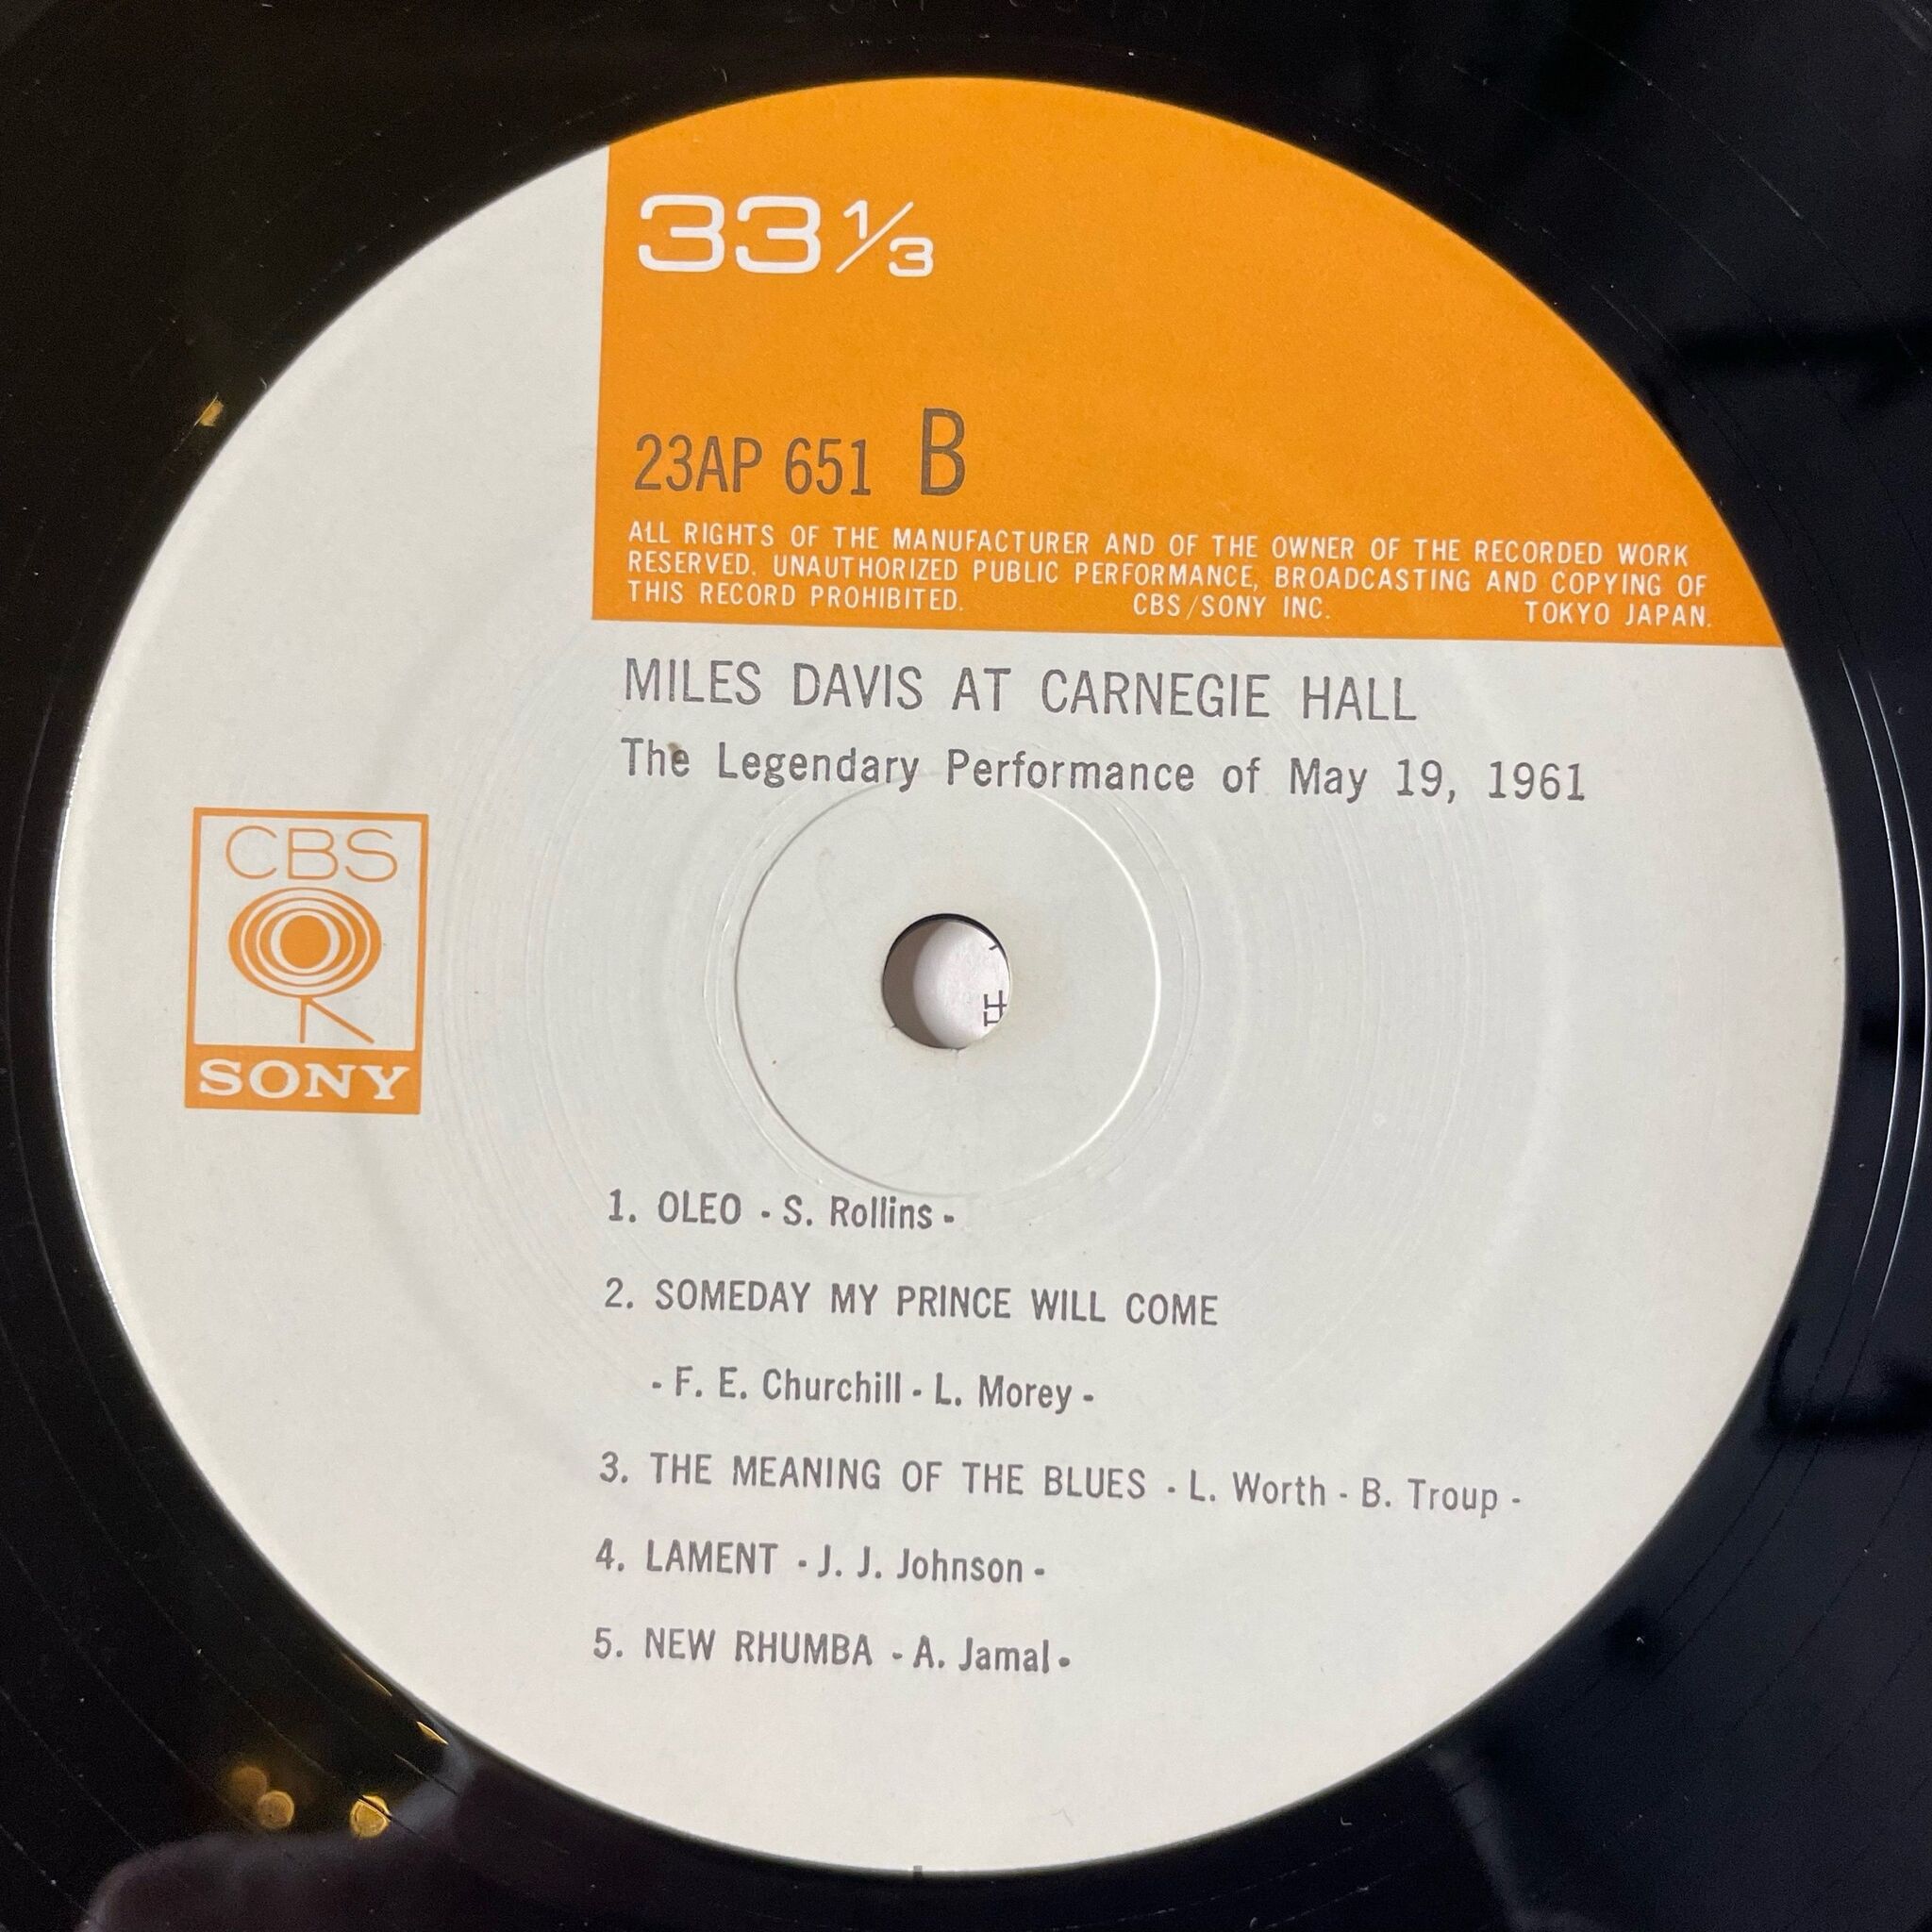 33 1/3
23AP 651 B
ALL RIGHTS OF THE MANUFACTURER AND OF THE OWNER OF THE RECORDED WORK
RESERVED. UNAUTHORIZED PUBLIC PERFORMANCE, BROADCASTING AND COPYING OF
THIS RECORD PROHIBITED. CBS/SONY INC. TOKYO JAPAN.
MILES DAVIS AT CARNEGIE HALL
The Legendary Performance of May 19, 1961
CBS
SONY
1. OLEO - S. Rollins -
2. SOMEDAY MY PRINCE WILL COME
- F. E. Churchill - L. Morey -
3. THE MEANING OF THE BLUES - L. Worth - B. Troup -
4. LAMENT - J. J. Johnson -
5. NEW RHUMBA - A. Jamal -